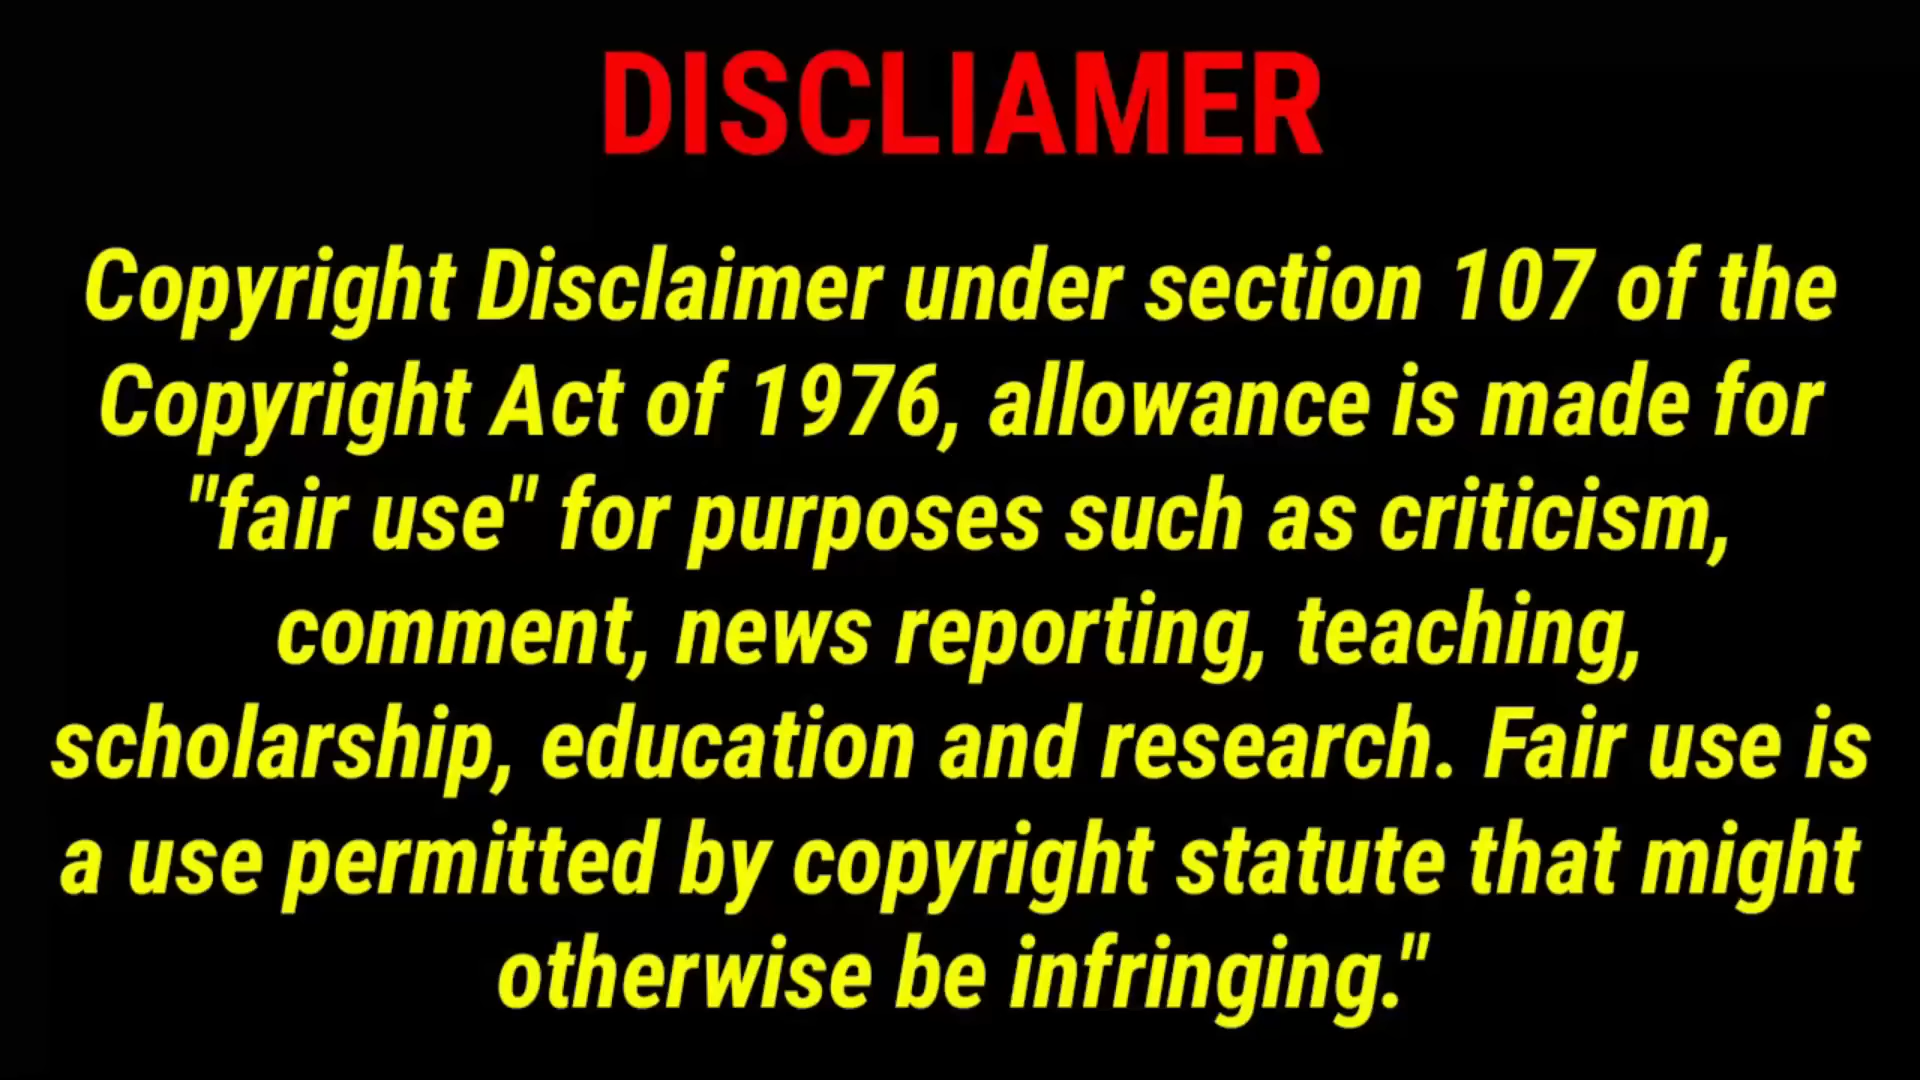 DISCLIAMER
Copyright Disclaimer under section 107 of the
Copyright Act of 1976, allowance is made for
"fair use" for purposes such as criticism,
comment, news reporting, teaching,
scholarship, education and research. Fair use is
a use permitted by copyright statute that might
otherwise be infringing."